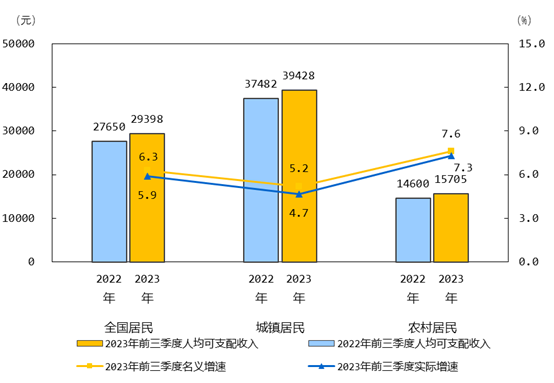 (元) (%)
50000 15.0
39428
37482
40000 12.0
27650 29398
30000 9.0
7.6
6.3 5.2
7.3
20000 6.0
5.9 4.7
14600 15705
10000 3.0
0 0.0
2022 2023 2022 2023 2022 2023
年 年 年 年 年 年
全国居民 城镇居民 农村居民
2023年前三季度人均可支配收入 2022年前三季度人均可支配收入
2023年前三季度名义增速 2023年前三季度实际增速